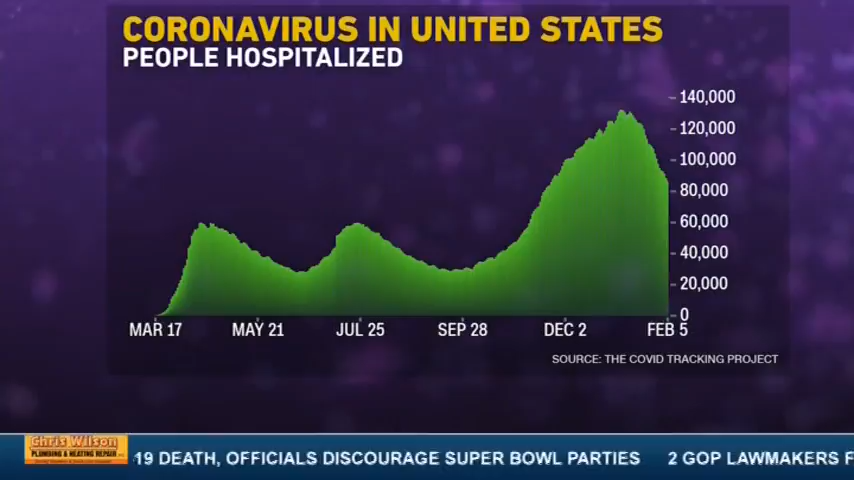 CORONAVIRUS IN UNITED STATES
PEOPLE HOSPITALIZED
140,000
120,000
100,000
80,000
60,000
40,000
20,000
0
MAR 17 MAY 21 JUL 25 SEP 28 DEC 2 FEB 5
SOURCE: THE COVID TRACKING PROJECT
Chris Wilson
PLUMBING & HEATING REPAIR
19 DEATH, OFFICIALS DISCOURAGE SUPER BOWL PARTIES 2 GOP LAWMAKERS F